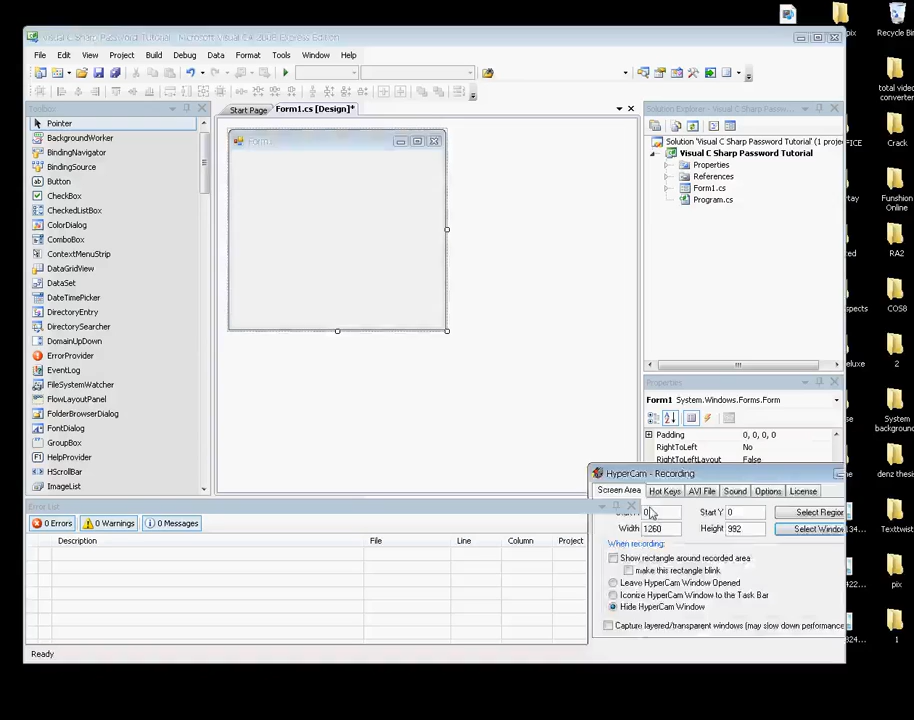 Visual C Sharp Password Tutorial - Microsoft Visual C# 2008 Express Edition
File Edit View Project Build Debug Data Format Tools Window Help
Toolbox
Start Page Form1.cs [Design]*
Solution Explorer - Visual Sharp Passw...
Pointer
BackgroundWorker
BindingNavigator
BindingSource
Button
CheckBox
CheckedListBox
ColorDialog
ComboBox
ContextMenuStrip
DataGridView
DataSet
DateTimePicker
DirectoryEntry
DirectorySearcher
DomainUpDown
ErrorProvider
EventLog
FileSystemWatcher
FlowLayoutPanel
FolderBrowserDialog
FontDialog
GroupBox
HelpProvider
HScrollBar
ImageList
Form1
Solution 'Visual C Sharp Password Tutorial' (1 proj
Visual C Sharp Password Tutorial
Properties
References
Form1.cs
Program.cs
Properties
Form1 System.Windows.Forms.Form
Padding 0, 0, 0, 0
RightToLeft No
RightToLeftLayout False
HyperCam - Recording
Screen Area Hot Keys AVI File Sound Options License
0 Start Y 0 Select Region
Width 1260 Height 992 Select Window
When recording:
Show rectangle around recorded area
make this rectangle blink
Leave HyperCam Window Opened
Iconize HyperCam Window to the Task Bar
Hide HyperCam Window
Capture layered/transparent windows (may slow down performance
Error List
0 Errors 0 Warnings 0 Messages
Description File Line Column Project
Ready
pix
Recycle Bin
total video
converter
Crack
Funshion
Online
RA2
COS8
2
System
background
denz thesis
Texttwist
pix
1